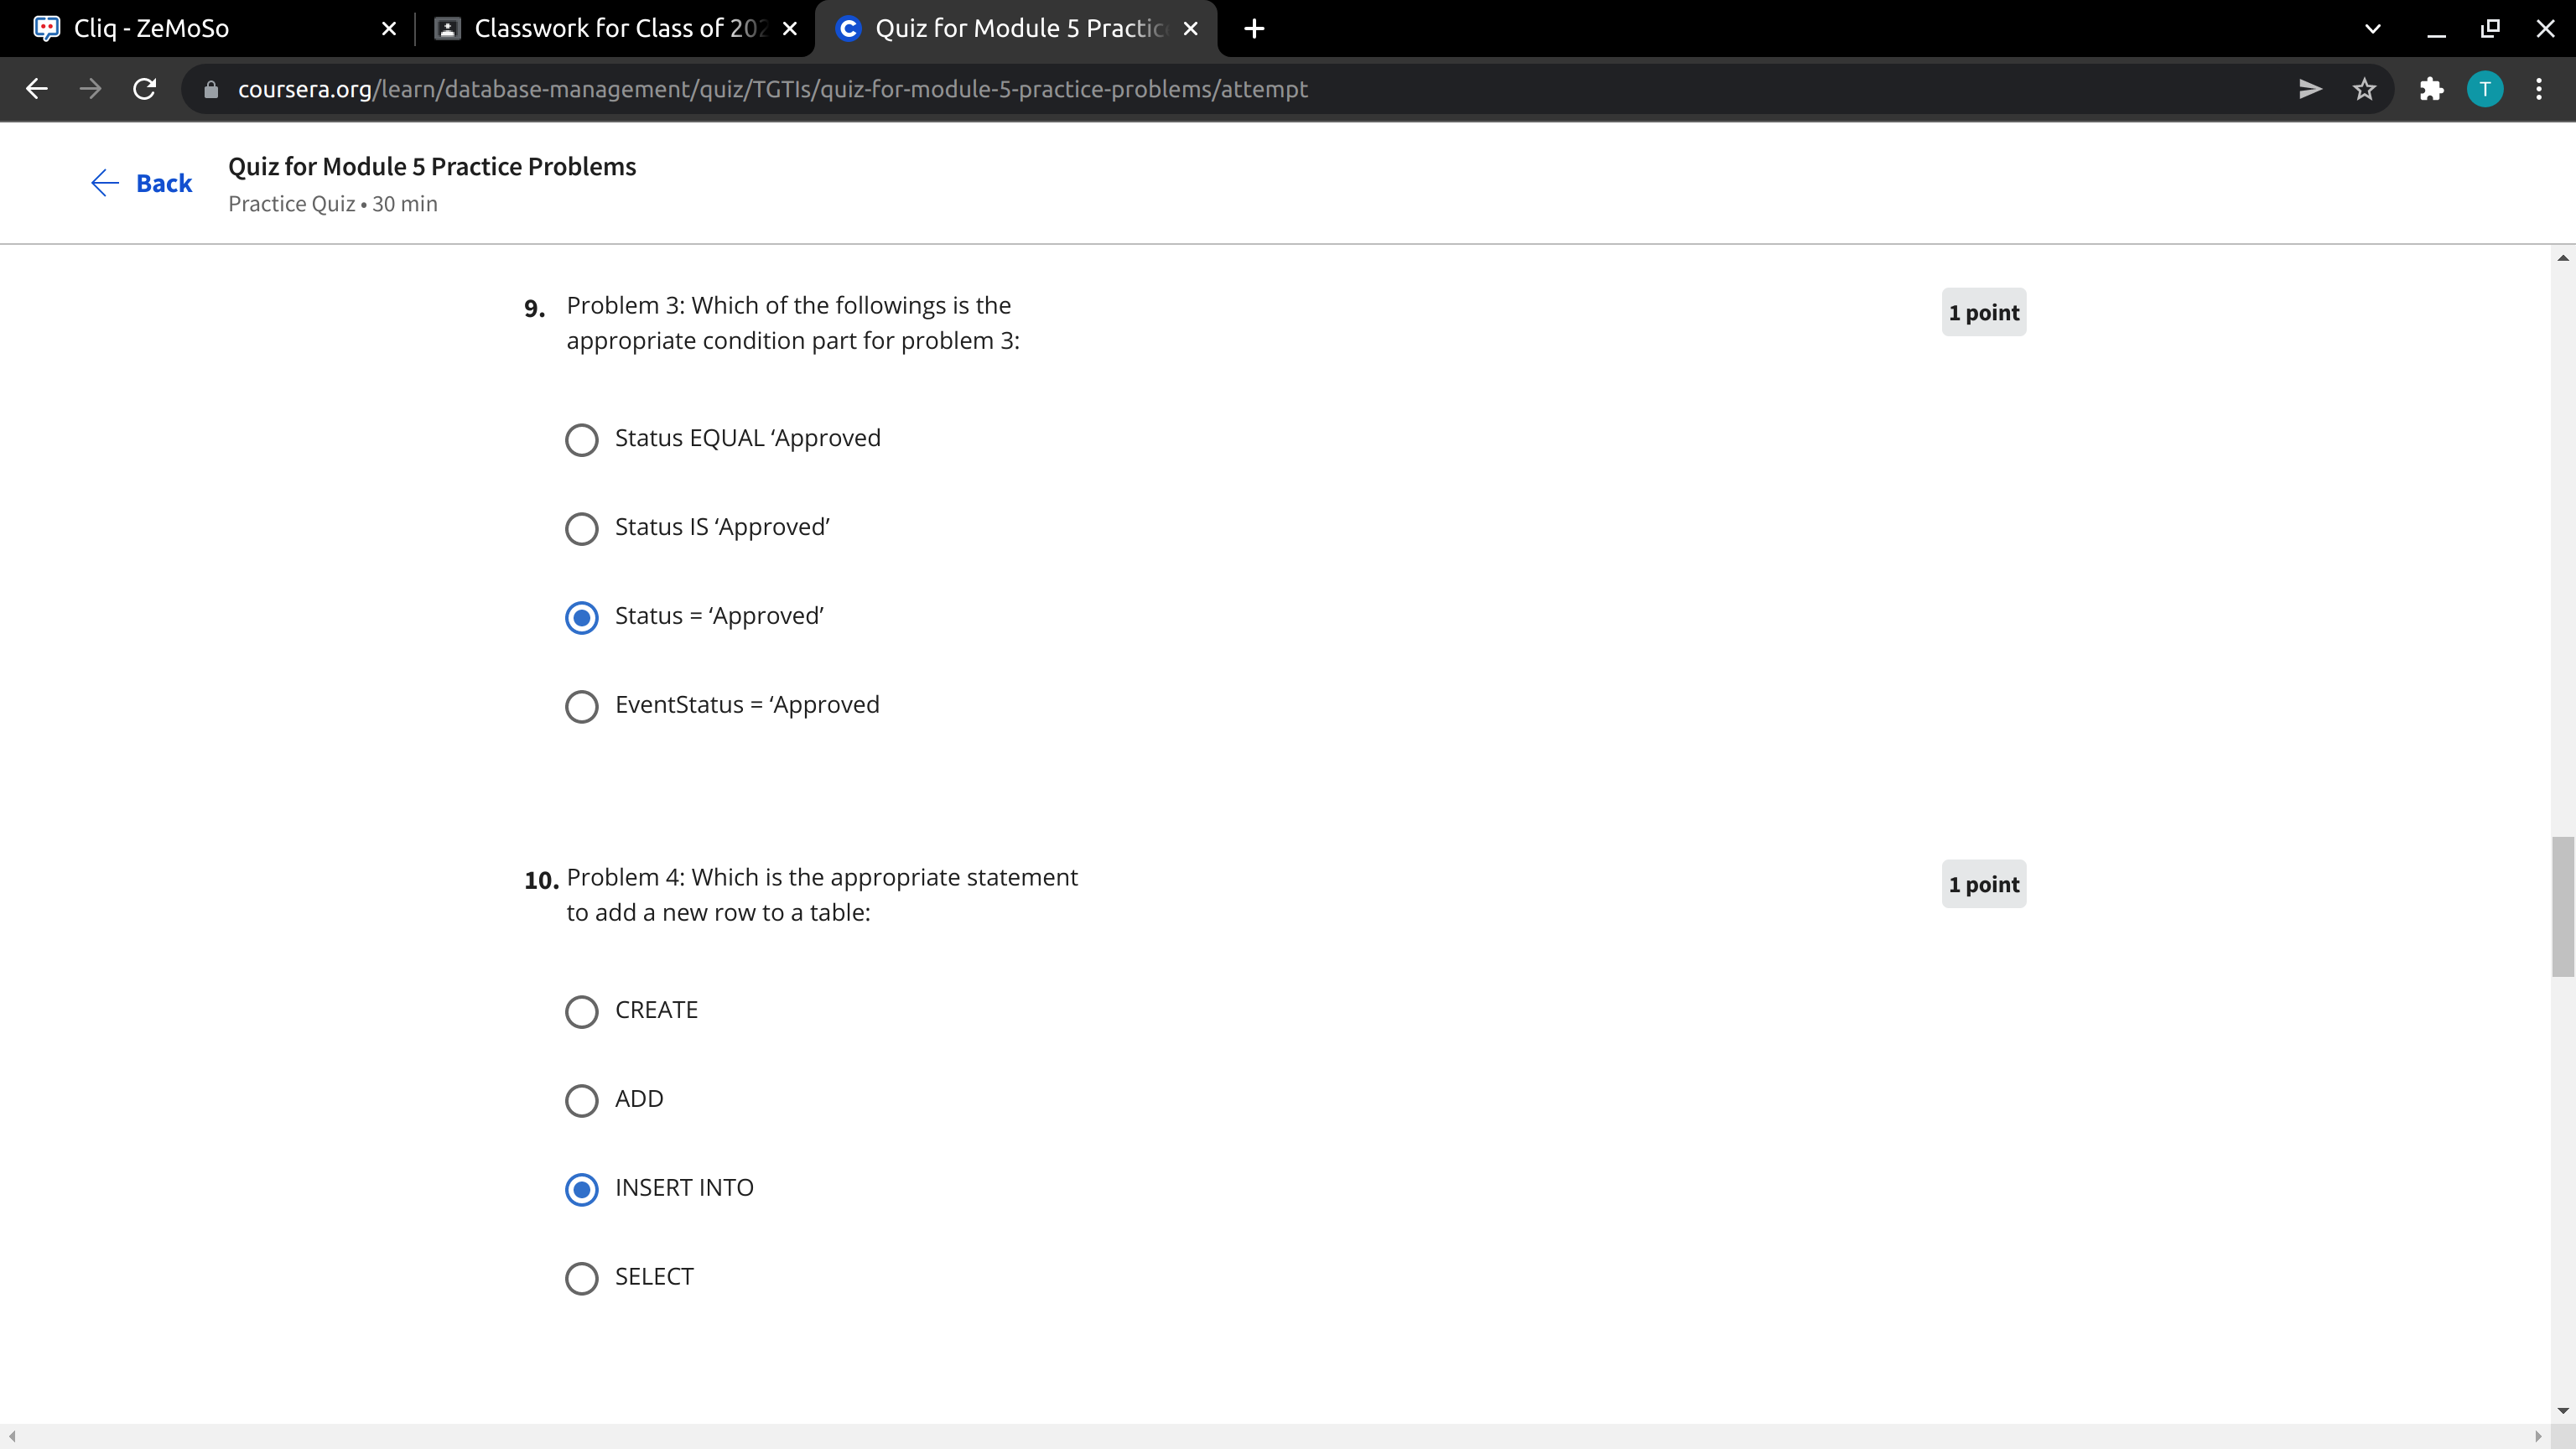 Cliq - ZeMoSo
Classwork for Class of 202
Quiz for Module 5 Practic
coursera.org/learn/database-management/quiz/TGTIs/quiz-for-module-5-practice-problems/attempt
T
Back
Quiz for Module 5 Practice Problems
Practice Quiz • 30 min
9. Problem 3: Which of the followings is the
appropriate condition part for problem 3:
1 point
Status EQUAL ‘Approved
Status IS ‘Approved’
Status = ‘Approved’
EventStatus = ‘Approved
10. Problem 4: Which is the appropriate statement
to add a new row to a table:
1 point
CREATE
ADD
INSERT INTO
SELECT